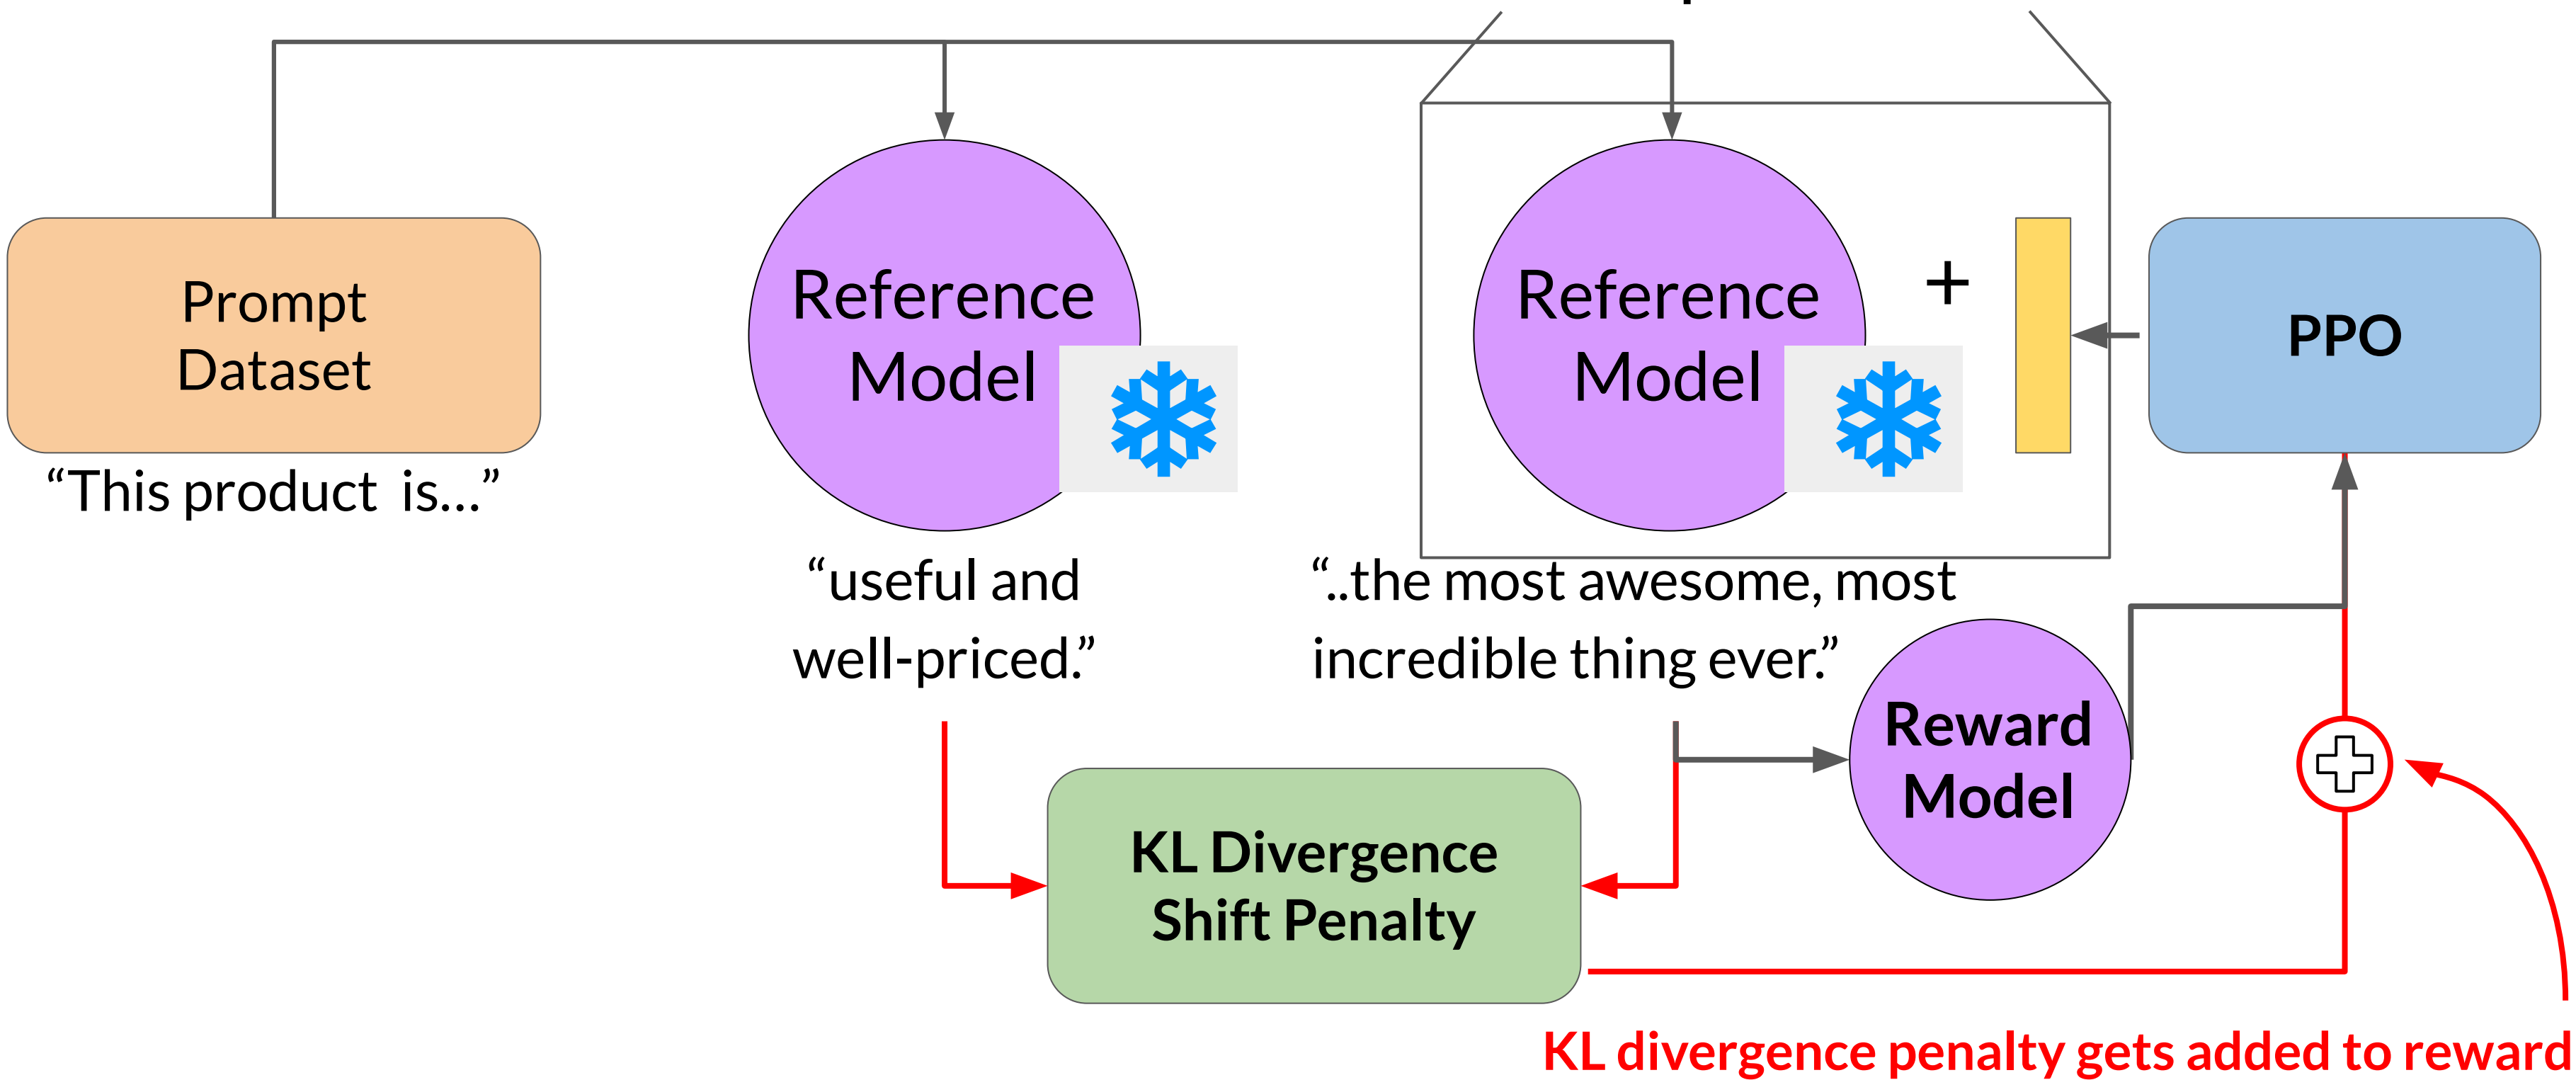 Prompt
Dataset
“This product  is…”
Reference
Model
“useful and
well-priced.”
Reference
Model
+
“..the most awesome, most
incredible thing ever.”
PPO
Reward
Model
KL Divergence
Shift Penalty
KL divergence penalty gets added to reward